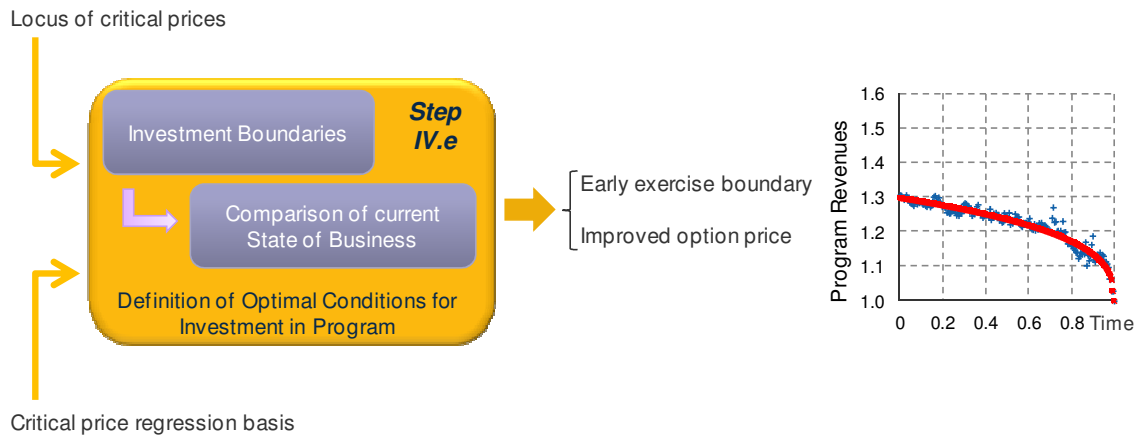 Locus of critical prices
Investment Boundaries
Step
IV.e
Comparison of current
State of Business
Definition of Optimal Conditions for
Investment in Program
Critical price regression basis
Early exercise boundary
Improved option price
Program Revenues
1.6
1.5
1.4
1.3
1.2
1.1
1.0
0 0.2 0.4 0.6 0.8 Time